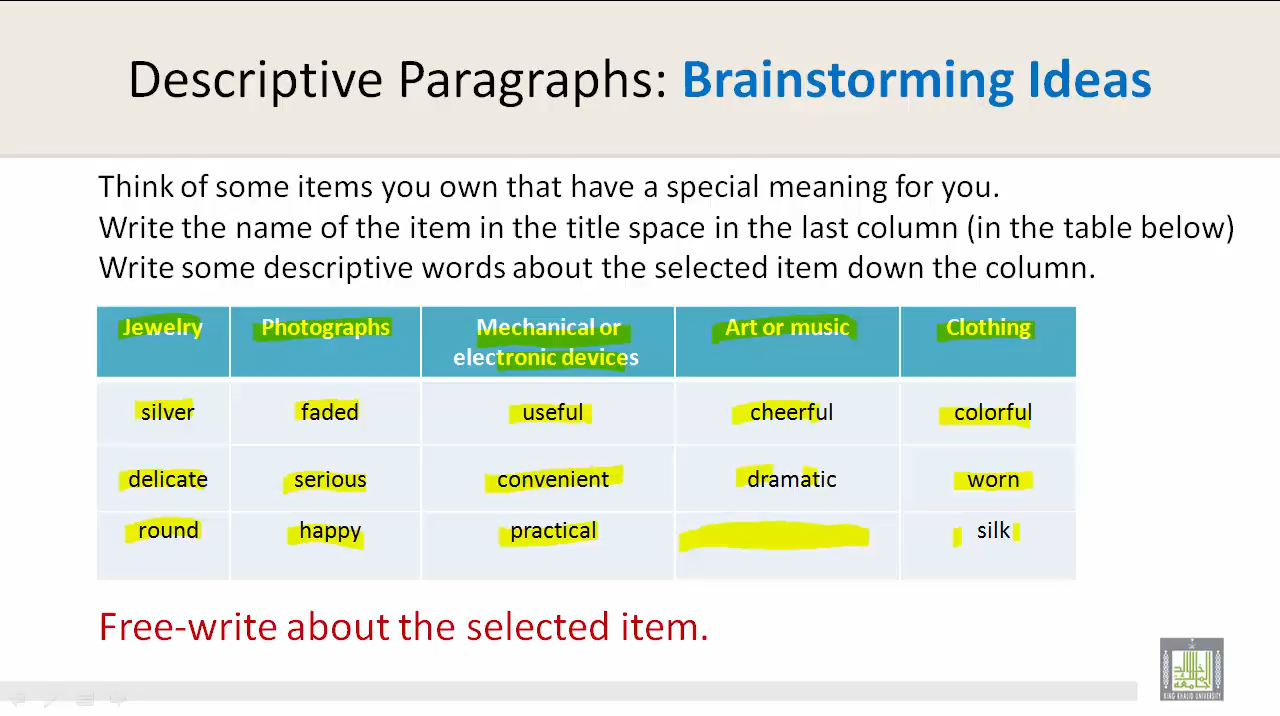 Descriptive Paragraphs: Brainstorming Ideas
Think of some items you own that have a special meaning for you.
Write the name of the item in the title space in the last column (in the table below)
Write some descriptive words about the selected item down the column.
Jewelry Photographs Mechanical or electronic devices Art or music Clothing
silver faded useful cheerful colorful
delicate serious convenient dramatic worn
round happy practical silk
Free-write about the selected item.
KING KHALID UNIVERSITY